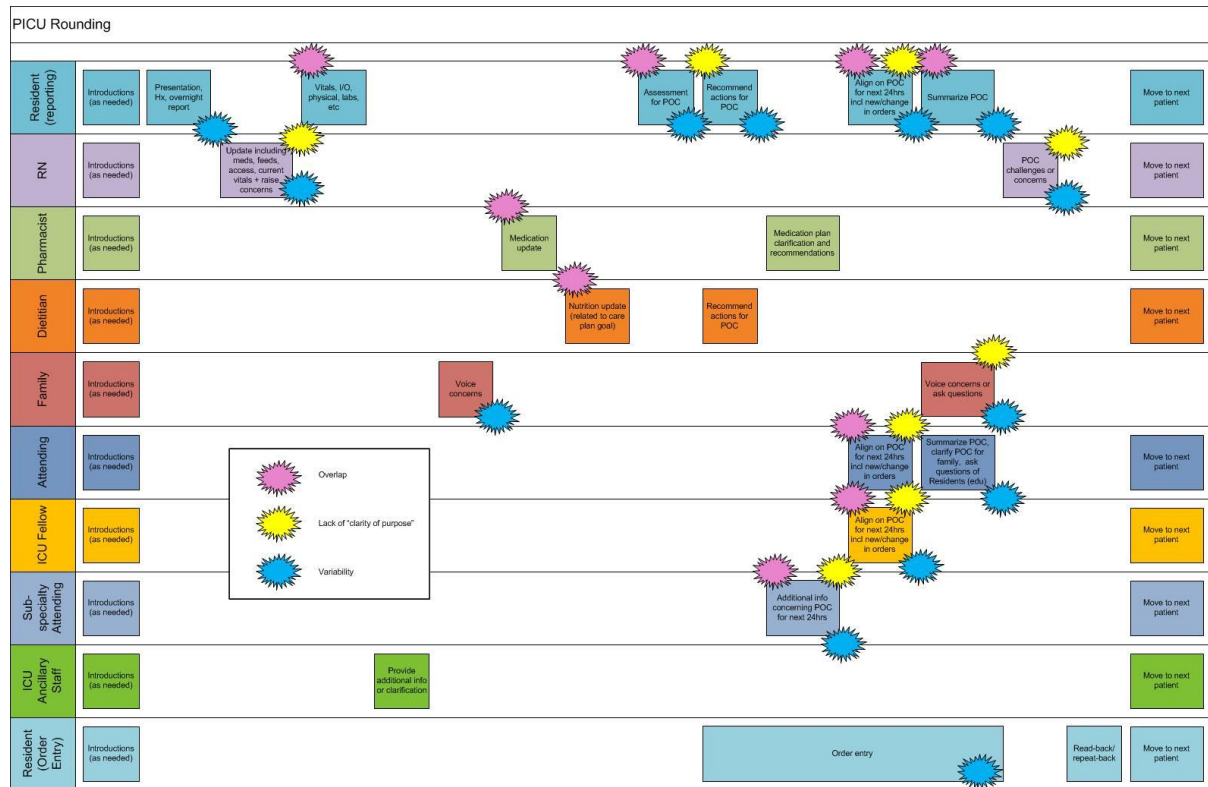 PICU Rounding
Resident
(reporting)
Introductions
(as needed)
Presentation,
Hx, overnight
report
Vitals, I/O,
physical, labs,
etc
Assessment
for POC
Recommend
actions for
POC
Align on POC
for next 24hrs
incl new/change
in orders
Summarize POC
Move to next
patient
RN
Introductions
(as needed)
Update including
meds, feeds,
access, current
vitals + raise
concerns
POC
challenges or
concerns
Move to next
patient
Pharmacist
Introductions
(as needed)
Medication
update
Medication plan
clarification and
recommendations
Move to next
patient
Dietitian
Introductions
(as needed)
Nutrition update
(related to care
plan goal)
Recommend
actions for
POC
Move to next
patient
Family
Introductions
(as needed)
Voice
concerns
Voice concerns or
ask questions
Attending
Introductions
(as needed)
Align on POC
for next 24hrs
incl new/change
in orders
Summarize POC,
clarify POC for
family, ask
questions of
Residents (edu)
Move to next
patient
Overlap
Lack of "clarity of purpose"
Variability
ICU Fellow
Introductions
(as needed)
Align on POC
for next 24hrs
incl new/change
in orders
Move to next
patient
Sub-
specialty
Attending
Introductions
(as needed)
Additional info
concerning POC
for next 24hrs
Move to next
patient
ICU
Ancillary
Staff
Introductions
(as needed)
Provide
additional info
or clarification
Move to next
patient
Resident
(Order
Entry)
Introductions
(as needed)
Order entry
Read-back/
repeat-back
Move to next
patient